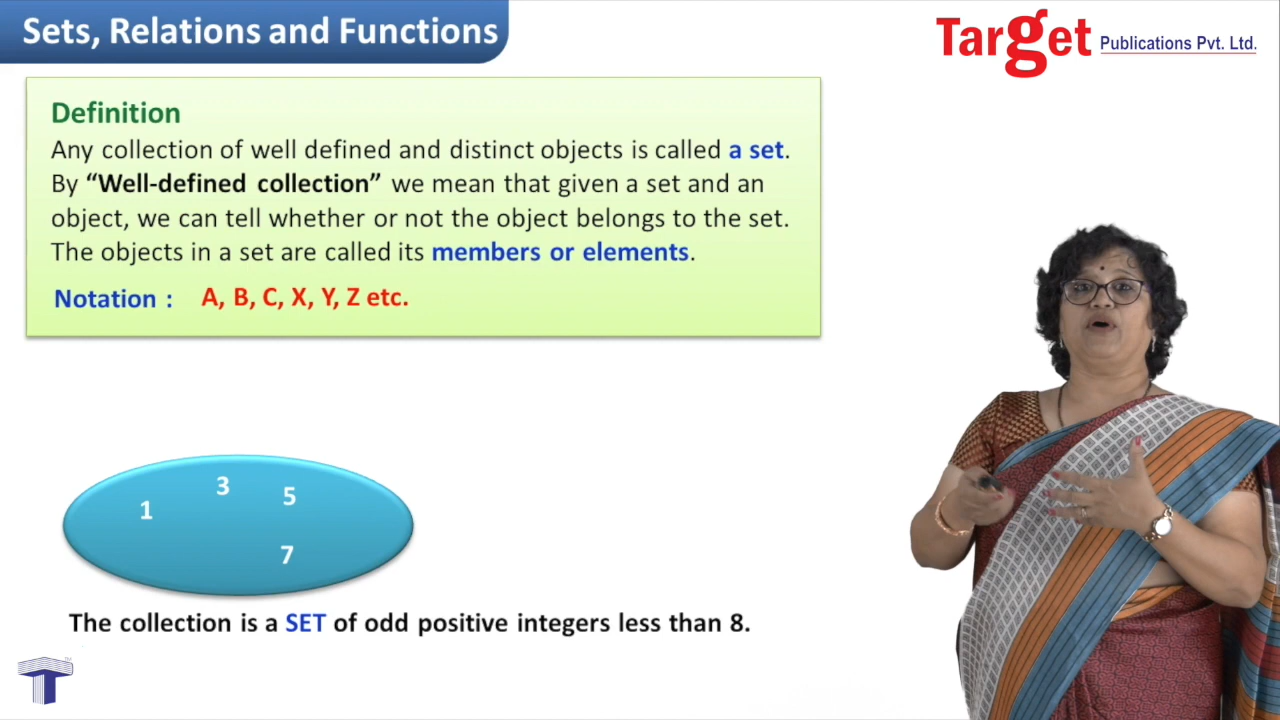 Sets, Relations and Functions
Target Publications Pvt. Ltd.
Definition
Any collection of well defined and distinct objects is called a set.
By “Well-defined collection” we mean that given a set and an
object, we can tell whether or not the object belongs to the set.
The objects in a set are called its members or elements.
Notation : A, B, C, X, Y, Z etc.
1 3 5
7
The collection is a SET of odd positive integers less than 8.
TM